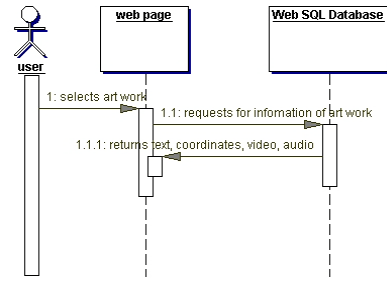 web page
Web SQL Database
user
1: selects art work
1.1: requests for infomation of art work
1.1.1: returns text, coordinates, video, audio